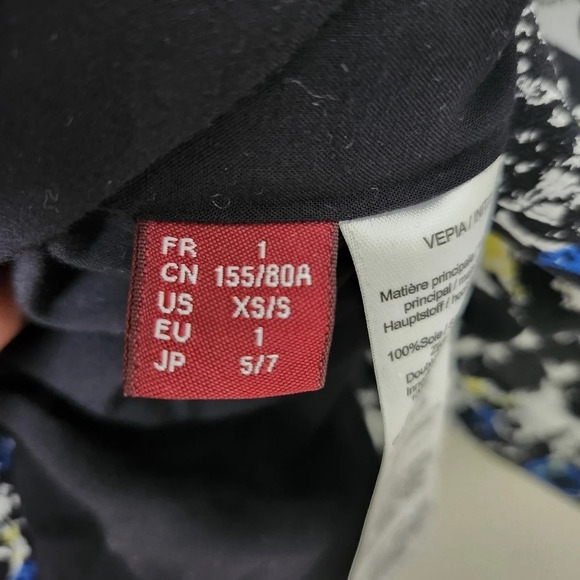 FR 1
CN 155/80A
US XS/S
EU 1
JP 5/7
VEPIA /
Matière principale
principal /
Hauptstoff /
100%Soie /